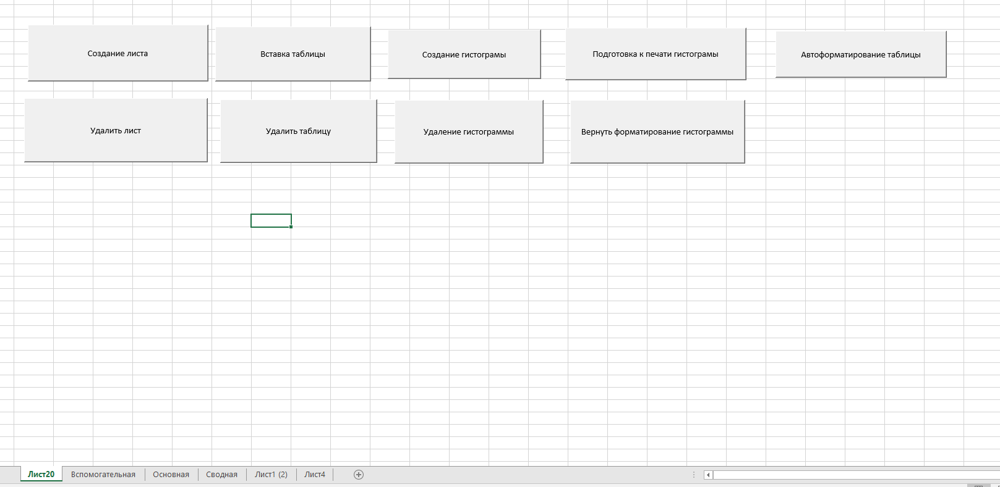 Создание листа
Вставка таблицы
Создание гистограмы
Подготовка к печати гистограмы
Автоформатирование таблицы
Удалить лист
Удалить таблицу
Удаление гистограммы
Вернуть форматирование гистограммы
Лист20
Вспомогательная
Основная
Сводная
Лист1 (2)
Лист4